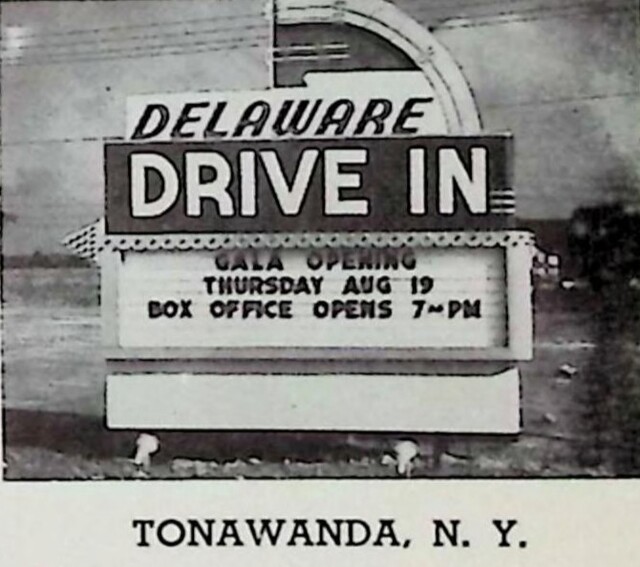 DELAWARE
DRIVE IN
GALA OPENING
THURSDAY AUG 19
BOX OFFICE OPENS 7~PM
TONAWANDA, N. Y.